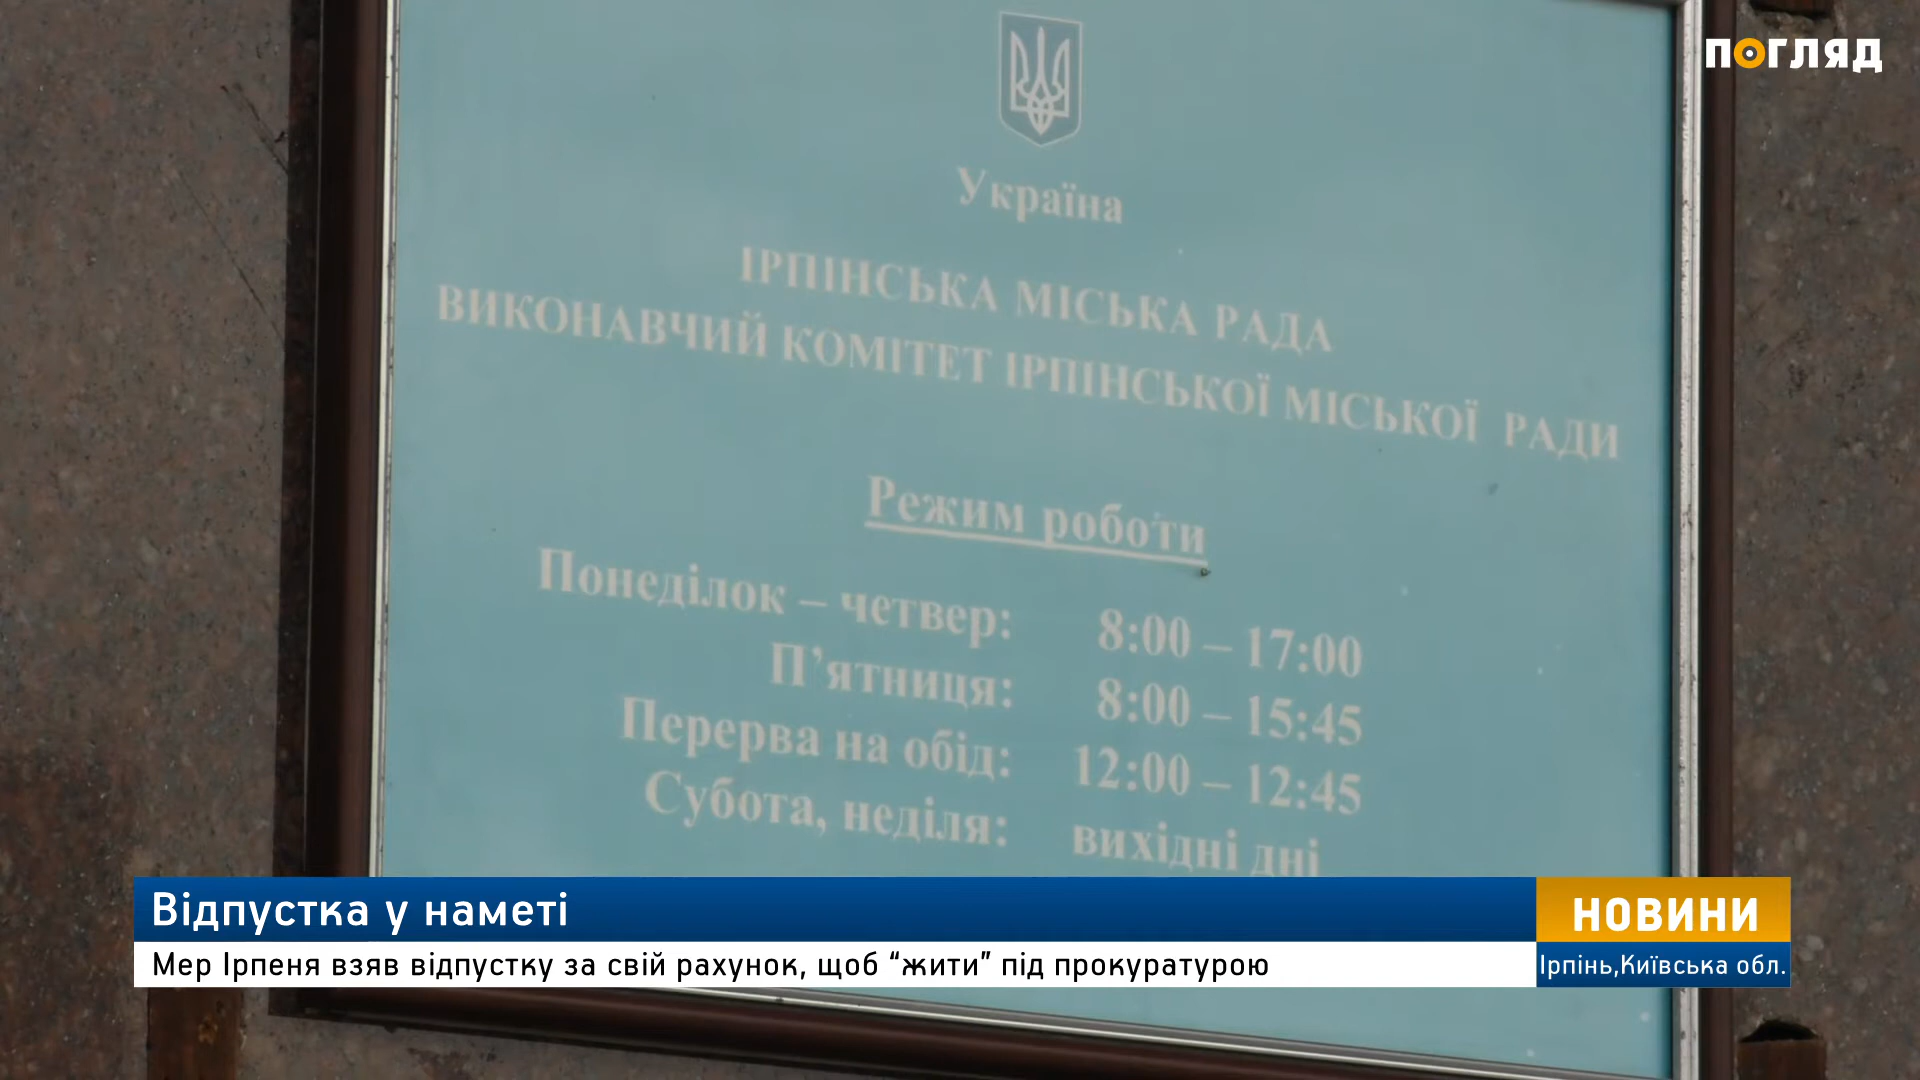 ПОГЛЯД
Україна
ІРПІНСЬКА МІСЬКА РАДА
ВИКОНАВЧИЙ КОМІТЕТ ІРПІНСЬКОЇ МІСЬКОЇ РАДИ
Режим роботи
Понеділок – четвер: 8:00 – 17:00
П’ятниця: 8:00 – 15:45
Перерва на обід: 12:00 – 12:45
Субота, неділя: вихідні дні
Відпустка у наметі
НОВИНИ
Мер Ірпеня взяв відпустку за свій рахунок, щоб “жити” під прокуратурою
Ірпінь,Київська обл.